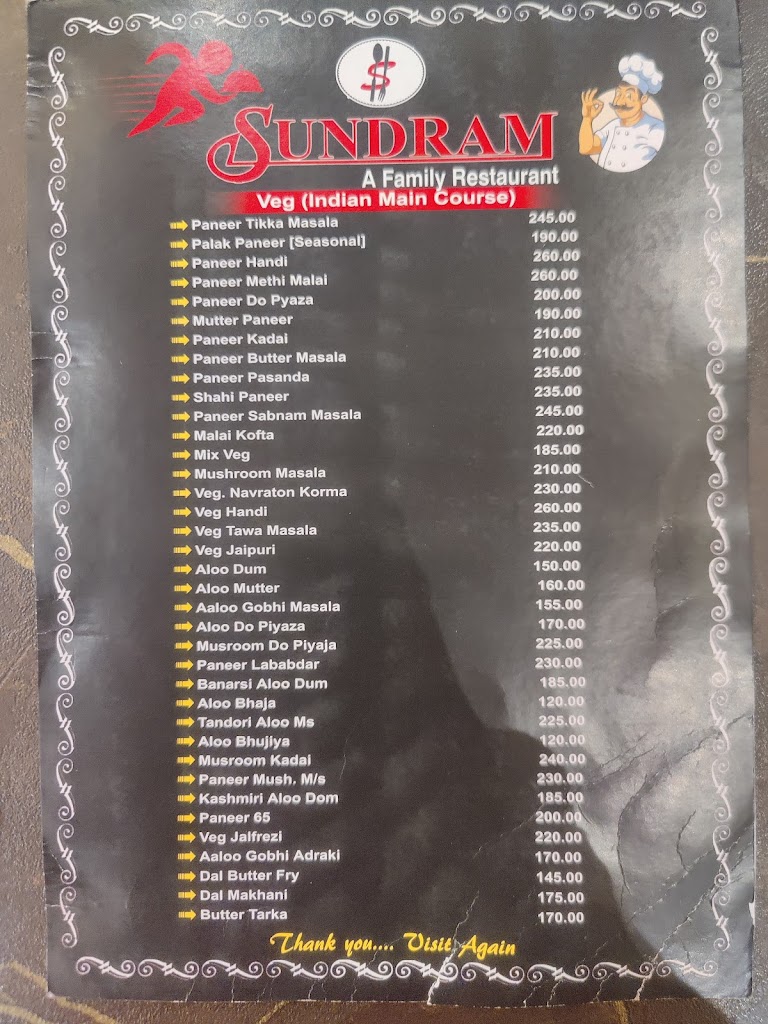 S
SUNDRAM
A Family Restaurant
Veg (Indian Main Course)
Paneer Tikka Masala 245.00
Palak Paneer [Seasonal] 190.00
Paneer Handi 260.00
Paneer Methi Malai 260.00
Paneer Do Pyaza 200.00
Mutter Paneer 190.00
Paneer Kadai 210.00
Paneer Butter Masala 210.00
Paneer Pasanda 235.00
Shahi Paneer 235.00
Paneer Sabnam Masala 245.00
Malai Kofta 220.00
Mix Veg 185.00
Mushroom Masala 210.00
Veg. Navraton Korma 230.00
Veg Handi 260.00
Veg Tawa Masala 235.00
Veg Jaipuri 220.00
Aloo Dum 150.00
Aloo Mutter 160.00
Aaloo Gobhi Masala 155.00
Aloo Do Piyaza 170.00
Musroom Do Piyaja 225.00
Paneer Lababdar 230.00
Banarsi Aloo Dum 185.00
Aloo Bhaja 120.00
Tandori Aloo Ms 225.00
Aloo Bhujiya 120.00
Musroom Kadai 240.00
Paneer Mush. M/s 230.00
Kashmiri Aloo Dom 185.00
Paneer 65 200.00
Veg Jalfrezi 220.00
Aaloo Gobhi Adraki 170.00
Dal Butter Fry 145.00
Dal Makhani 175.00
Butter Tarka 170.00
Thank you.... Visit Again